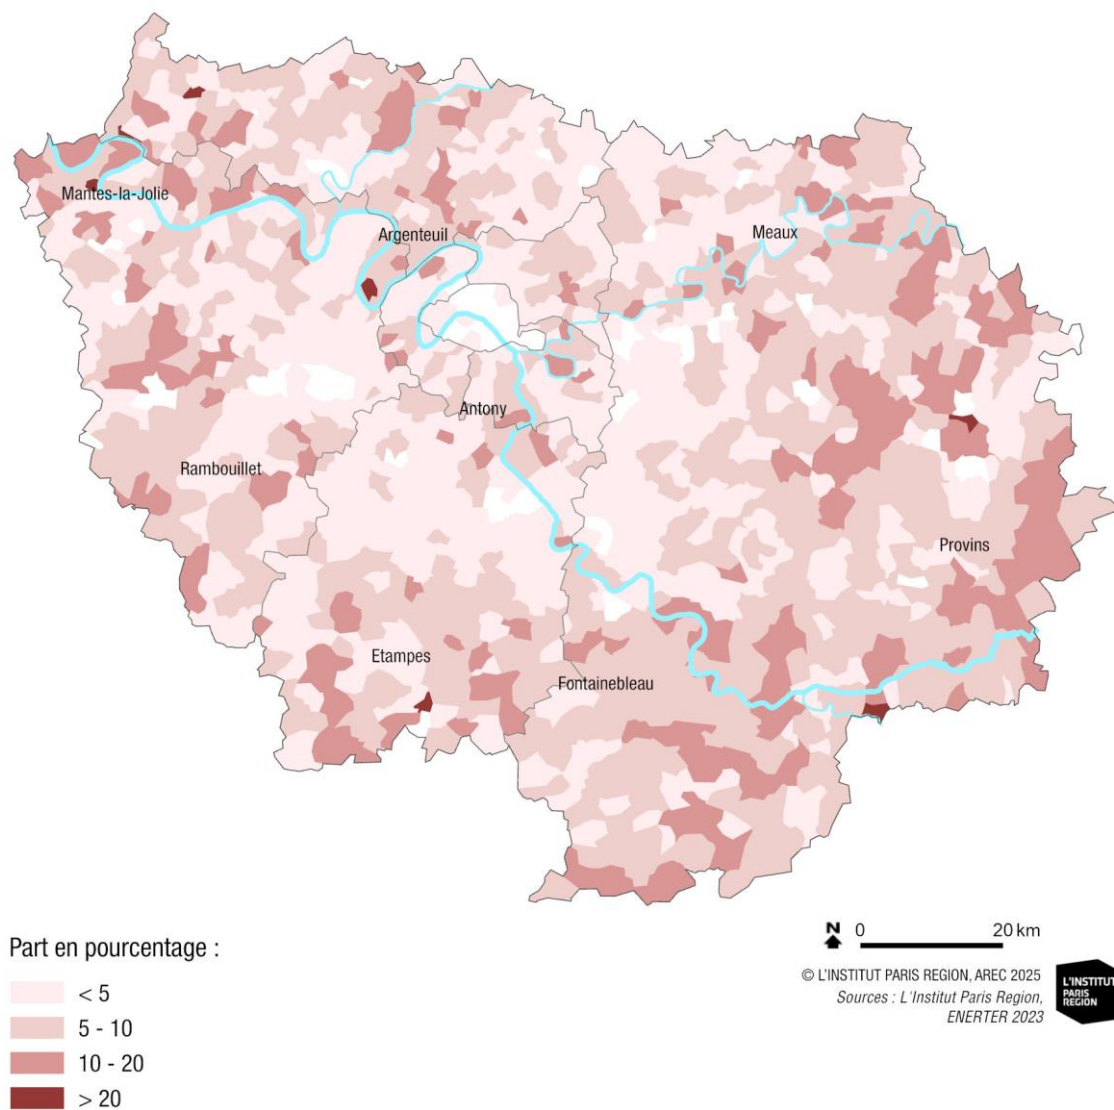 Mantes-la-Jolie
Argenteuil
Meaux
Antony
Rambouillet
Provins
Etampes
Fontainebleau
Part en pourcentage :
< 5
5 - 10
10 - 20
> 20
N 0 20 km
© L'INSTITUT PARIS REGION, AREC 2025
Sources : L'Institut Paris Region,
ENERTER 2023
L'INSTITUT
PARIS
REGION